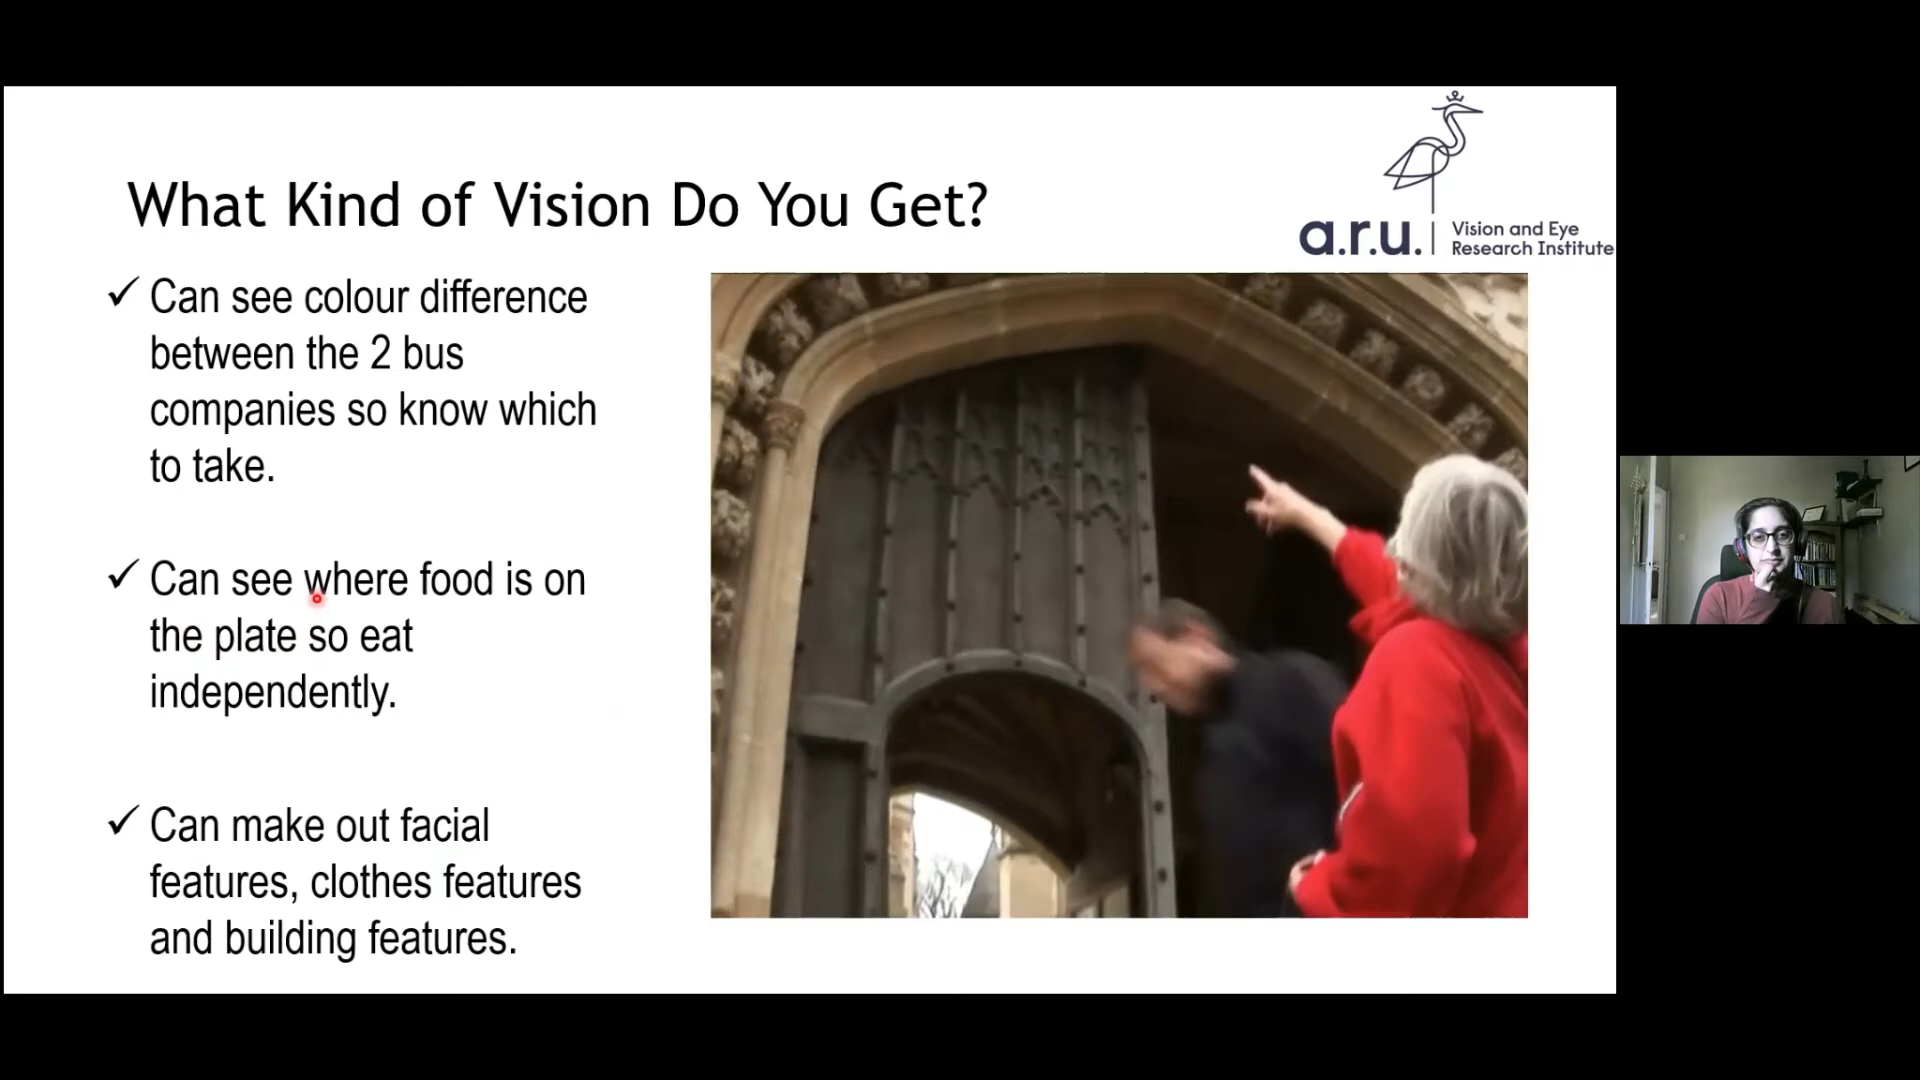 What Kind of Vision Do You Get?
a.r.u.
Vision and Eye
Research Institute
✓ Can see colour difference
between the 2 bus
companies so know which
to take.
✓ Can see where food is on
the plate so eat
independently.
✓ Can make out facial
features, clothes features
and building features.